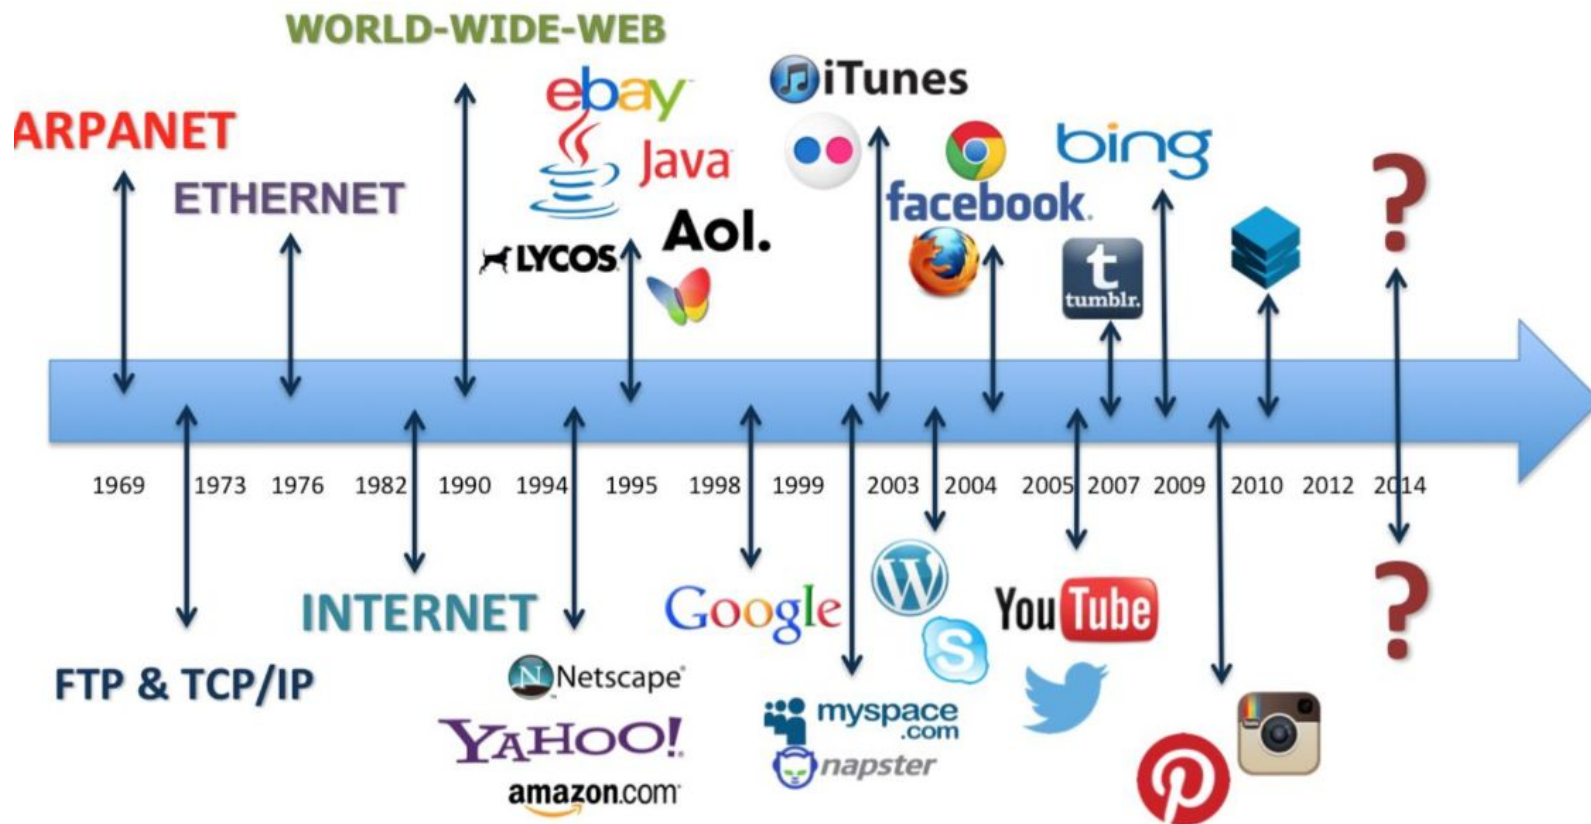 WORLD-WIDE-WEB
ebay
iTunes
ARPANET
Java
bing
ETHERNET
facebook.
Aol.
LYCOS
t
tumblr.
?
1969 1973 1976 1982 1990 1994 1995 1998 1999 2003 2004 2005 2007 2009 2010 2012 2014
INTERNET
Google
W
S
YouTube
?
FTP & TCP/IP
N Netscape®
YAHOO!
myspace
.com
napster
amazon.com
P